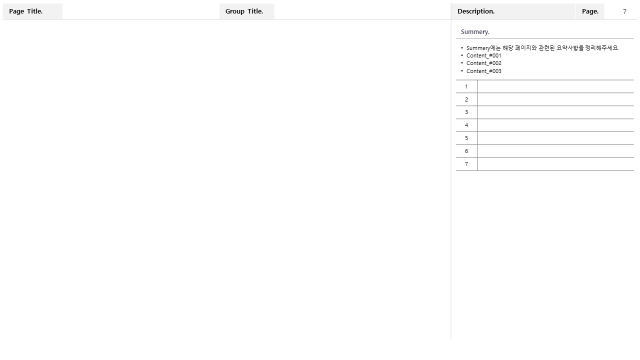 Page Title.
Group Title.
Description.
Page.
7
Summery.
• Summery에는 해당 페이지와 관련된 요약사항을 정리해주세요.
• Content_#001
• Content_#002
• Content_#003
1
2
3
4
5
6
7